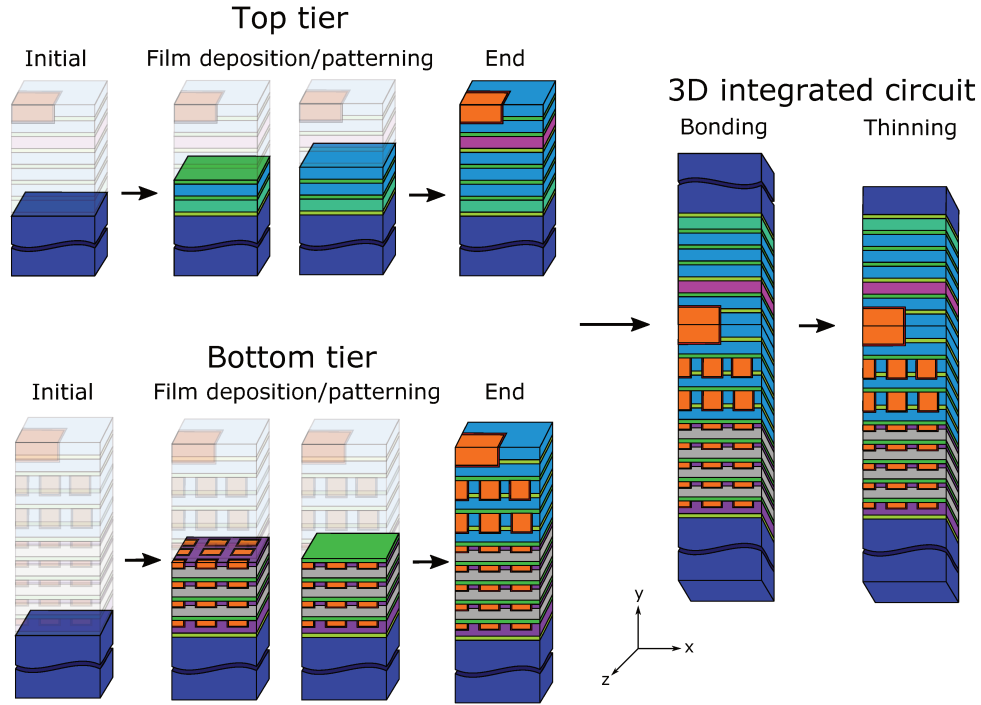 Top tier
Initial
Film deposition/patterning
End
3D integrated circuit
Bonding
Thinning
Bottom tier
Initial
Film deposition/patterning
End
y
x
z